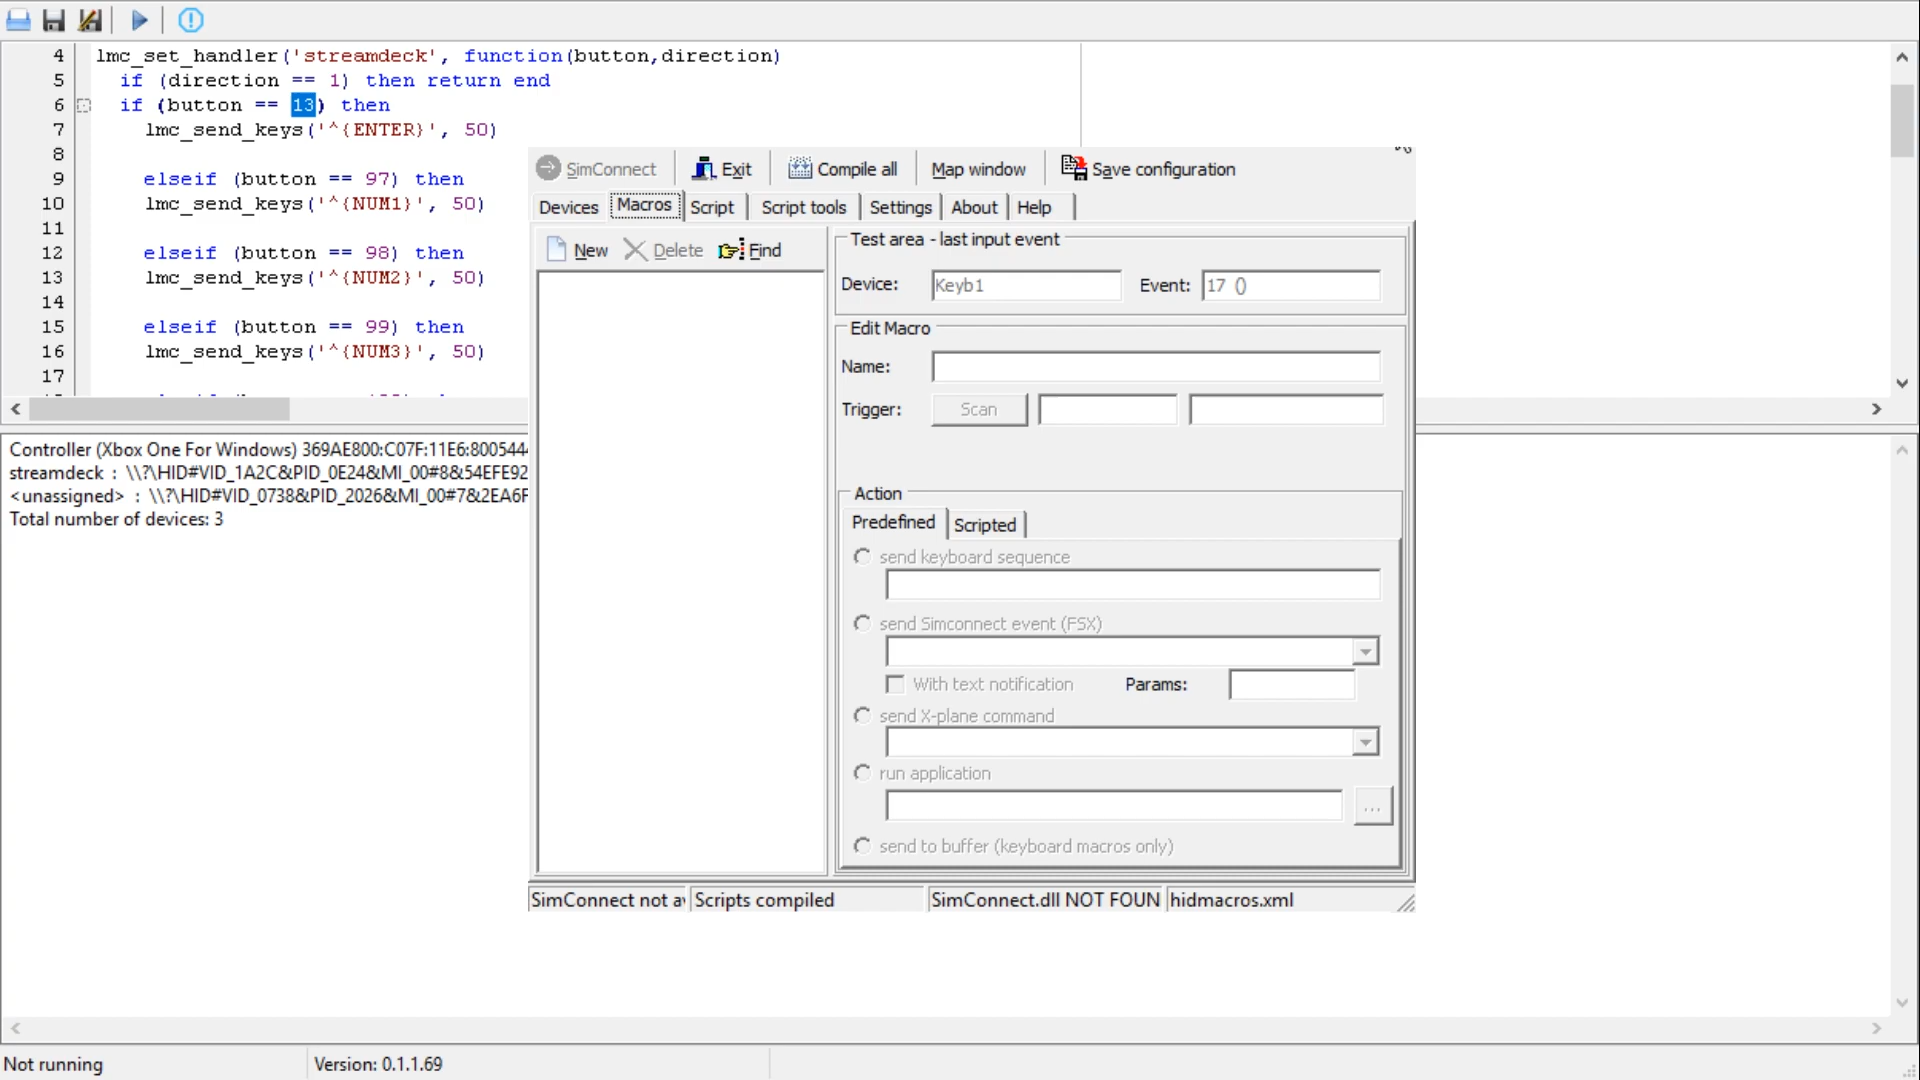 4 lmc_set_handler('streamdeck', function(button,direction)
5 if (direction == 1) then return end
6 if (button == 13) then
7 lmc_send_keys('^{ENTER}', 50)
8
9 elseif (button == 97) then
10 lmc_send_keys('^{NUM1}', 50)
11
12 elseif (button == 98) then
13 lmc_send_keys('^{NUM2}', 50)
14
15 elseif (button == 99) then
16 lmc_send_keys('^{NUM3}', 50)
17
SimConnect Exit Compile all Map window Save configuration
Devices Macros Script Script tools Settings About Help
New Delete Find
Test area - last input event
Device: Keyb1 Event: 17 ()
Edit Macro
Name:
Trigger: Scan
Action
Predefined Scripted
send keyboard sequence
send Simconnect event (FSX)
With text notification Params:
send X-plane command
run application ...
send to buffer (keyboard macros only)
SimConnect not av Scripts compiled SimConnect.dll NOT FOUN hidmacros.xml
Controller (Xbox One For Windows) 369AE800:C07F:11E6:8005444
streamdeck : \\?\HID#VID_1A2C&PID_0E24&MI_00#8&54EFE92
<unassigned> : \\?\HID#VID_0738&PID_2026&MI_00#7&2EA6F
Total number of devices: 3
Not running Version: 0.1.1.69